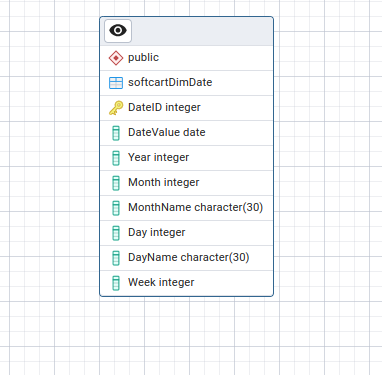 public
softcartDimDate
DateID integer
DateValue date
Year integer
Month integer
MonthName character(30)
Day integer
DayName character(30)
Week integer